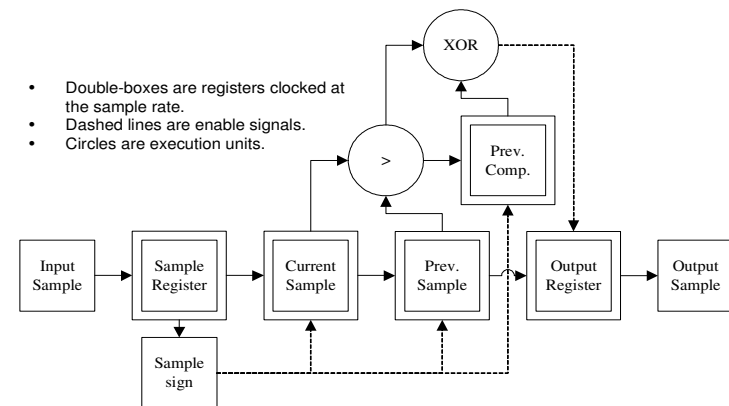 XOR
• Double-boxes are registers clocked at
the sample rate.
• Dashed lines are enable signals.
• Circles are execution units.
>
Prev.
Comp.
Input
Sample
Sample
Register
Current
Sample
Prev.
Sample
Output
Register
Output
Sample
Sample
sign